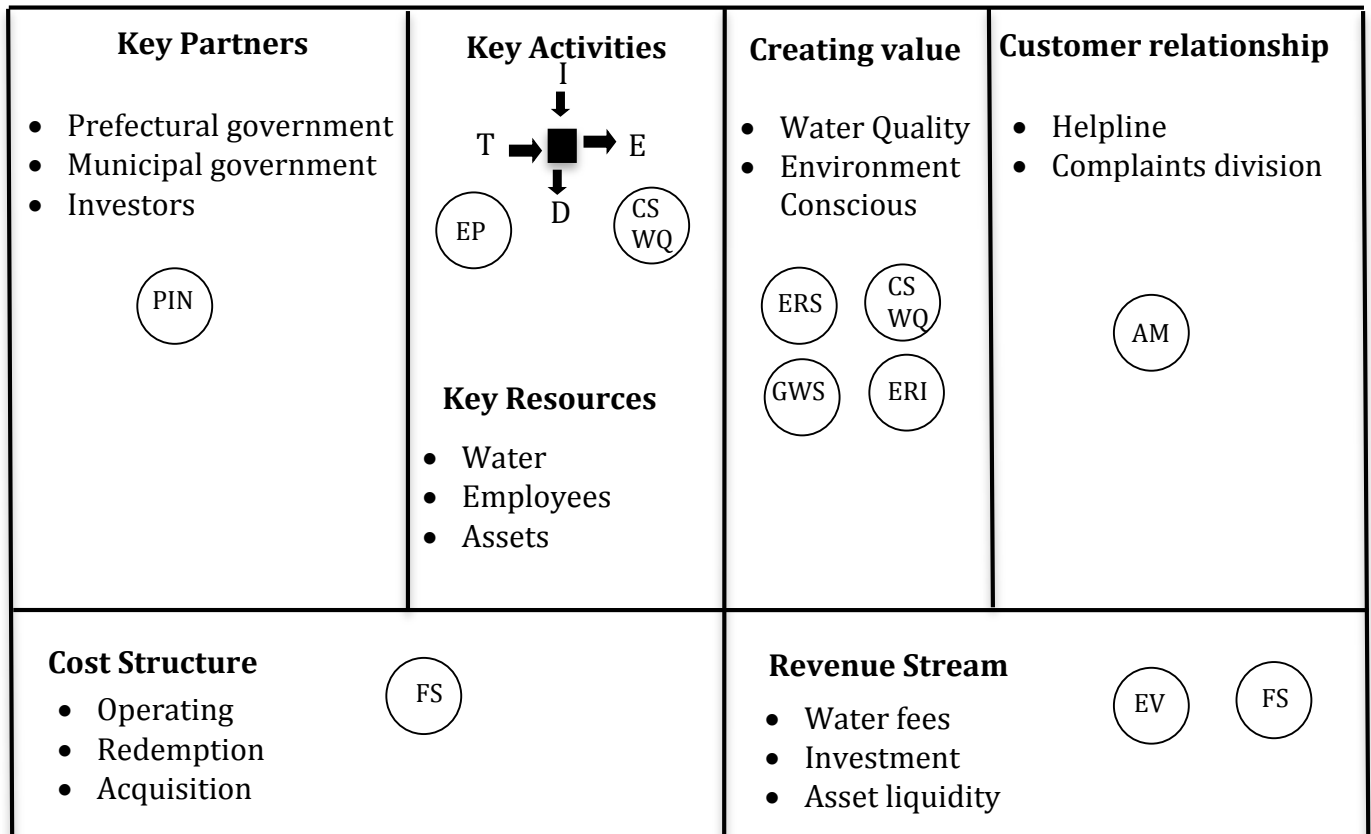 Key Partners
• Prefectural government
• Municipal government
• Investors
PIN
Key Activities
I
T E
D
EP
CS
WQ
Key Resources
• Water
• Employees
• Assets
Creating value
• Water Quality
• Environment
Conscious
ERS
CS
WQ
GWS
ERI
Customer relationship
• Helpline
• Complaints division
AM
Cost Structure
• Operating
• Redemption
• Acquisition
FS
Revenue Stream
• Water fees
• Investment
• Asset liquidity
EV
FS